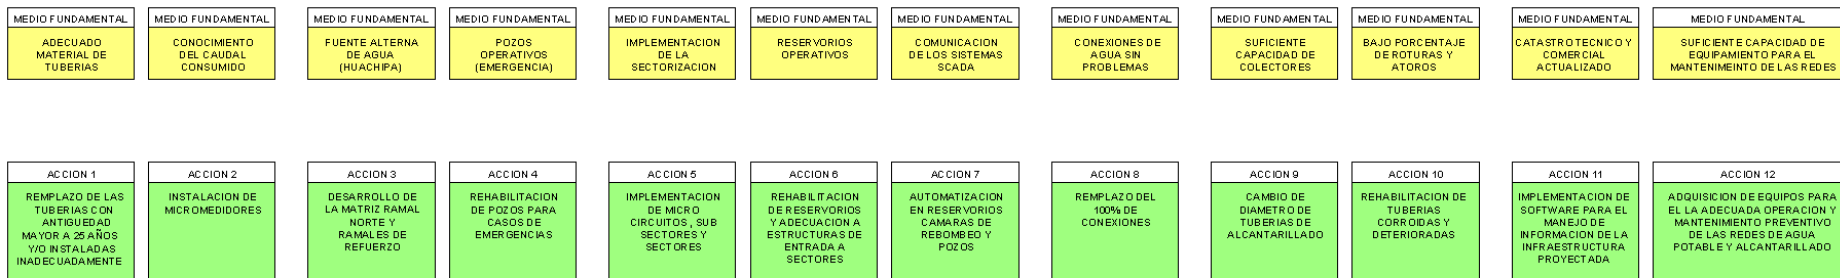 MEDIO FUNDAMENTAL
ADECUADO
MATERIAL DE
TUBERIAS
MEDIO FUNDAMENTAL
CONOCIMIENTO
DEL CAUDAL
CONSUMIDO
MEDIO FUNDAMENTAL
FUENTE ALTERNA
DE AGUA
(HUACHIPA)
MEDIO FUNDAMENTAL
POZOS
OPERATIVOS
(EMERGENCIA)
MEDIO FUNDAMENTAL
IMPLEMENTACION
DE LA
SECTORIZACION
MEDIO FUNDAMENTAL
RESERVORIOS
OPERATIVOS
MEDIO FUNDAMENTAL
COMUNICACION
DE LOS SISTEMAS
SCADA
MEDIO FUNDAMENTAL
CONEXIONES DE
AGUA SIN
PROBLEMAS
MEDIO FUNDAMENTAL
SUFICIENTE
CAPACIDAD DE
COLECTORES
MEDIO FUNDAMENTAL
BAJO PORCENTAJE
DE ROTURAS Y
ATOROS
MEDIO FUNDAMENTAL
CATASTRO TECNICO Y
COMERCIAL
ACTUALIZADO
MEDIO FUNDAMENTAL
SUFICIENTE CAPACIDAD DE
EQUIPAMIENTO PARA EL
MANTENIMEINTO DE LAS REDES
ACCION 1
REMPLAZO DE LAS
TUBERIAS CON
ANTIGUEDAD
MAYOR A 25 AÑOS
Y/O INSTALADAS
INADECUADAMENTE
ACCION 2
INSTALACION DE
MICROMEDIDORES
ACCION 3
DESARROLLO DE
LA MATRIZ RAMAL
NORTE Y
RAMALES DE
REFUERZO
ACCION 4
REHABILITACION
DE POZOS PARA
CASOS DE
EMERGENCIAS
ACCION 5
IMPLEMENTACION
DE MICRO
CIRCUITOS , SUB
SECTORES Y
SECTORES
ACCION 6
REHABILITACION
DE RESERVORIOS
Y ADECUACION A
ESTRUCTURAS DE
ENTRADA A
SECTORES
ACCION 7
AUTOMATIZACION
EN RESERVORIOS
CAMARAS DE
REBOMBEO Y
POZOS
ACCION 8
REMPLAZO DEL
100% DE
CONEXIONES
ACCION 9
CAMBIO DE
DIAMETRO DE
TUBERIAS DE
ALCANTARILLADO
ACCION 10
REHABILITACION DE
TUBERIAS
CORROIDAS Y
DETERIORADAS
ACCION 11
IMPLEMENTACION DE
SOFTWARE PARA EL
MANEJO DE
INFORMACION DE LA
INFRAESTRUCTURA
PROYECTADA
ACCION 12
ADQUISICION DE EQUIPOS PARA
EL LA ADECUADA OPERACION Y
MANTENIMIENTO PREVENTIVO
DE LAS REDES DE AGUA
POTABLE Y ALCANTARILLADO